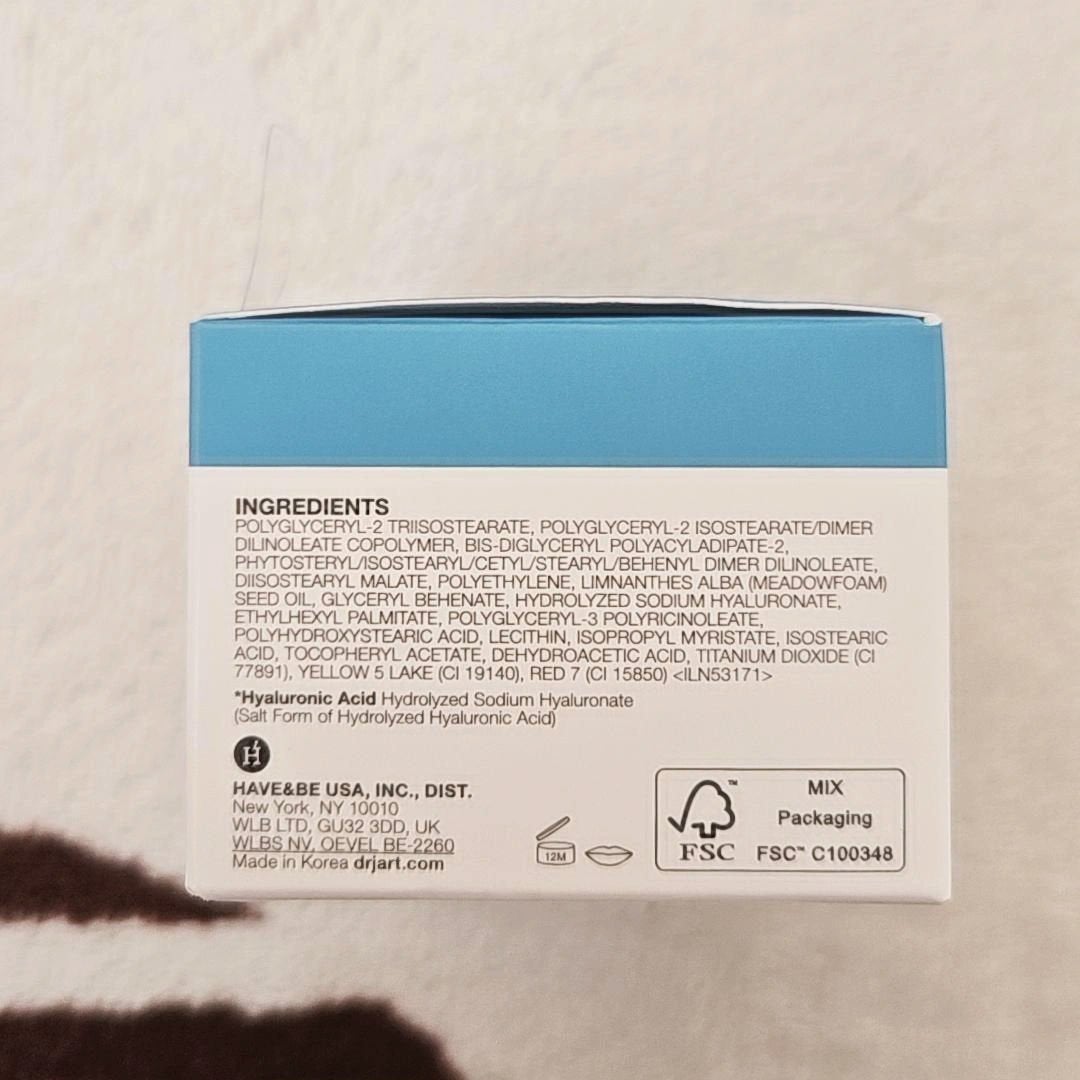 INGREDIENTS
POLYGLYCERYL-2 TRIISOSTEARATE, POLYGLYCERYL-2 ISOSTEARATE/DIMER
DILINOLEATE COPOLYMER, BIS-DIGLYCERYL POLYACYLADIPATE-2,
PHYTOSTERYL/ISOSTEARYL/CETYL/STEARYL/BEHENYL DIMER DILINOLEATE,
DIISOSTEARYL MALATE, POLYETHYLENE, LIMNANTHES ALBA (MEADOWFOAM)
SEED OIL, GLYCERYL BEHENATE, HYDROLYZED SODIUM HYALURONATE,
ETHYLHEXYL PALMITATE, POLYGLYCERYL-3 POLYRICINOLEATE,
POLYHYDROXYSTEARIC ACID, LECITHIN, ISOPROPYL MYRISTATE, ISOSTEARIC
ACID, TOCOPHERYL ACETATE, DEHYDROACETIC ACID, TITANIUM DIOXIDE (CI
77891), YELLOW 5 LAKE (CI 19140), RED 7 (CI 15850) <ILN53171>
*Hyaluronic Acid Hydrolyzed Sodium Hyaluronate
(Salt Form of Hydrolyzed Hyaluronic Acid)
H
HAVE&BE USA, INC., DIST.
New York, NY 10010
WLB LTD, GU32 3DD, UK
WLBS NV, OEVEL BE-2260
Made in Korea drjart.com
12M
™
FSC
MIX
Packaging
FSC™ C100348